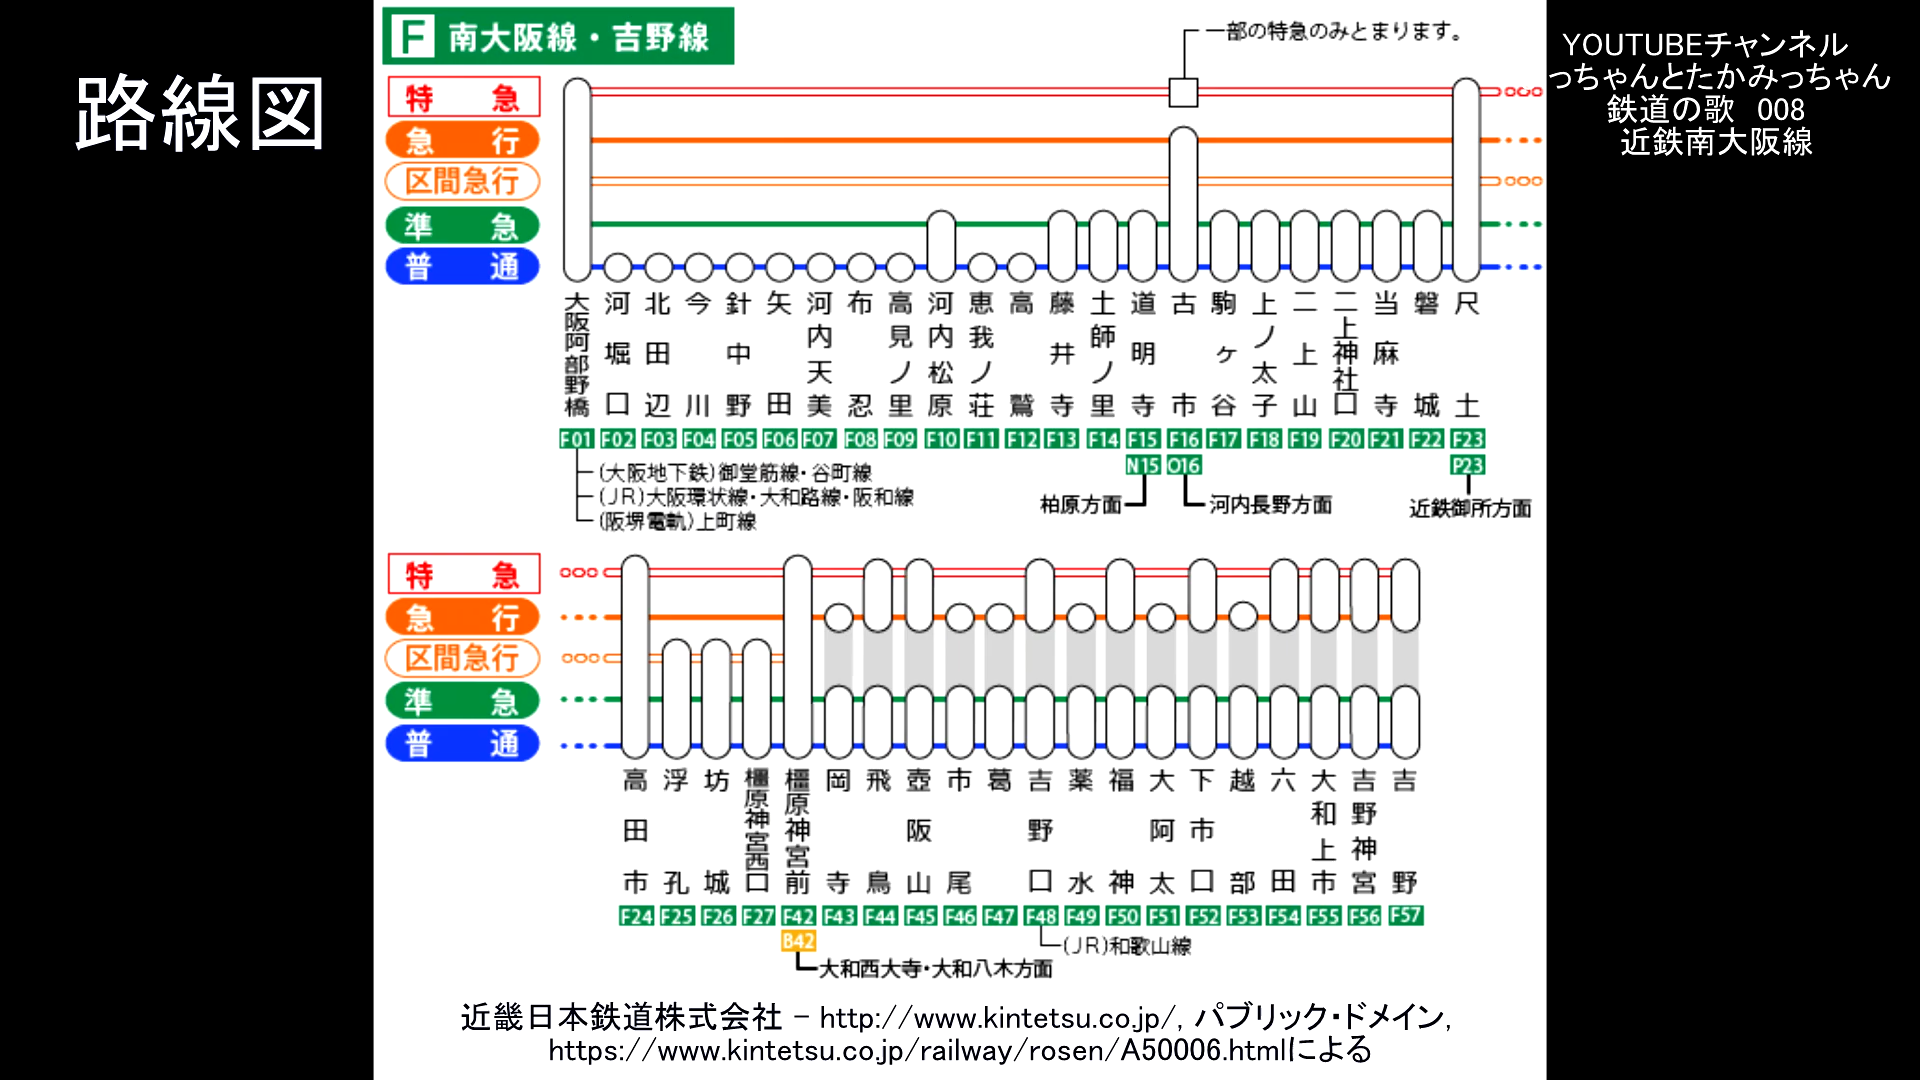 路線図
F 南大阪線・吉野線
一部の特急のみとまります。
YOUTUBEチャンネル
っちゃんとたかみっちゃん
鉄道の歌 008
近鉄南大阪線
特急
急行
区間急行
準急
普通
大阪阿部野橋 河堀口 北田辺 今川 針中野 矢田 河内天美 布忍 高見ノ里 河内松原 恵我ノ荘 高鷲 藤井寺 土師ノ里 道明寺 古市 駒ヶ谷 上ノ太子 二上山 二上神社口 当麻寺 磐城 尺土
F01 F02 F03 F04 F05 F06 F07 F08 F09 F10 F11 F12 F13 F14 F15 F16 F17 F18 F19 F20 F21 F22 F23
N15 O16 P23
(大阪地下鉄)御堂筋線・谷町線
(JR)大阪環状線・大和路線・阪和線
(阪堺電軌)上町線
柏原方面
河内長野方面
近鉄御所方面
特急
急行
区間急行
準急
普通
高田市 浮孔 坊城 橿原神宮西口 橿原神宮前 岡寺 飛鳥 壺阪山 市尾 葛 吉野口 薬水 福神 大阿太 下市口 越部 六田 大和上市 吉野神宮 吉野
F24 F25 F26 F27 F42 F43 F44 F45 F46 F47 F48 F49 F50 F51 F52 F53 F54 F55 F56 F57
B42
(JR)和歌山線
大和西大寺・大和八木方面
近畿日本鉄道株式会社 - http://www.kintetsu.co.jp/, パブリック・ドメイン,
https://www.kintetsu.co.jp/railway/rosen/A50006.htmlによる